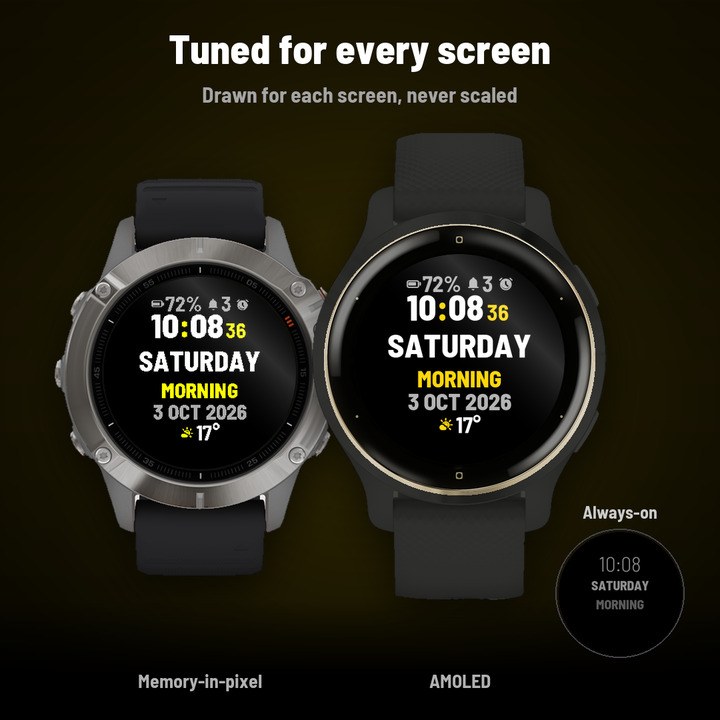 Tuned for every screen
Drawn for each screen, never scaled
72% 3
10:08 36
SATURDAY
MORNING
3 OCT 2026
17°
72% 3
10:08 36
SATURDAY
MORNING
3 OCT 2026
17°
Always-on
10:08
SATURDAY
MORNING
Memory-in-pixel
AMOLED